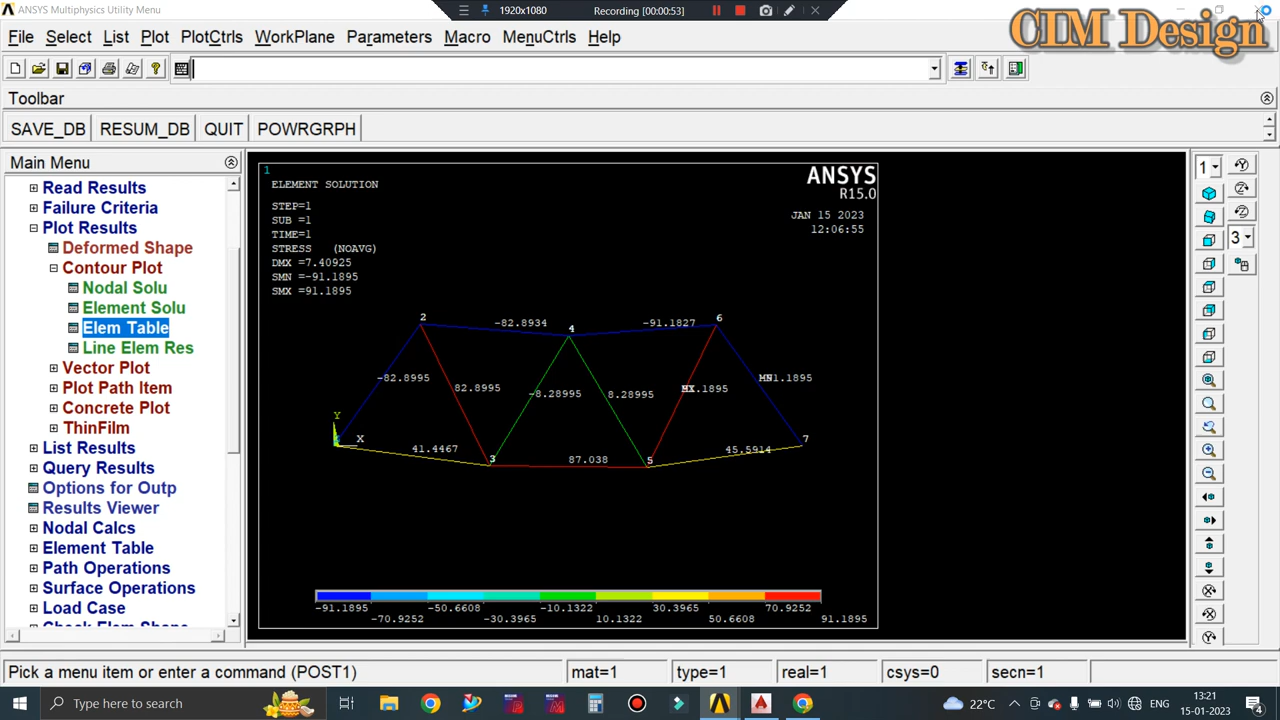 ANSYS Multiphysics Utility Menu
1920x1080 Recording [00:00:53]
CIM Design
File Select List Plot PlotCtrls WorkPlane Parameters Macro MenuCtrls Help
Toolbar
SAVE_DB RESUM_DB QUIT POWRGRPH
Main Menu
Read Results
Failure Criteria
Plot Results
Deformed Shape
Contour Plot
Nodal Solu
Element Solu
Elem Table
Line Elem Res
Vector Plot
Plot Path Item
Concrete Plot
ThinFilm
List Results
Query Results
Options for Outp
Results Viewer
Nodal Calcs
Element Table
Path Operations
Surface Operations
Load Case
Check Elem Shape
1
ELEMENT SOLUTION
STEP=1
SUB =1
TIME=1
STRESS (NOAVG)
DMX =7.40925
SMN =-91.1895
SMX =91.1895
ANSYS
R15.0
JAN 15 2023
12:06:55
2 -82.8934 4 -91.1827 6
-82.8995 82.8995 -8.28995 8.28995 MX 1.1895 MN 91.1895
Y
X 41.4467 3 87.038 5 45.5914 7
-91.1895 -50.6608 -10.1322 30.3965 70.9252
-70.9252 -30.3965 10.1322 50.6608 91.1895
1
3
Pick a menu item or enter a command (POST1) mat=1 type=1 real=1 csys=0 secn=1
Type here to search
22°C ENG 13:21
15-01-2023
4